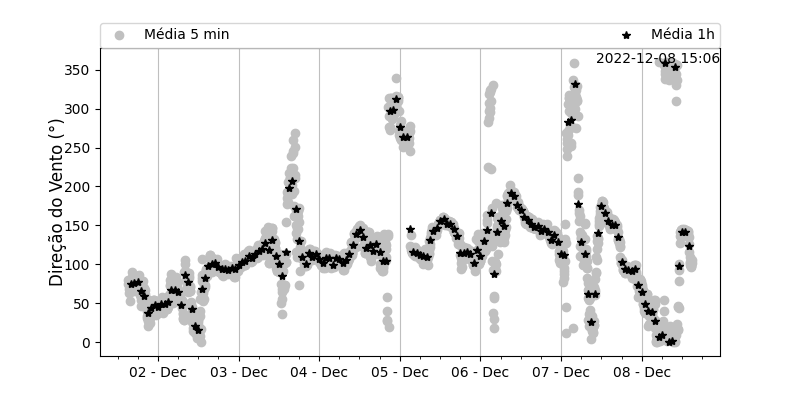 Média 5 min
Média 1h
2022-12-08 15:06
Direção do Vento (°)
350
300
250
200
150
100
50
0
02 - Dec
03 - Dec
04 - Dec
05 - Dec
06 - Dec
07 - Dec
08 - Dec